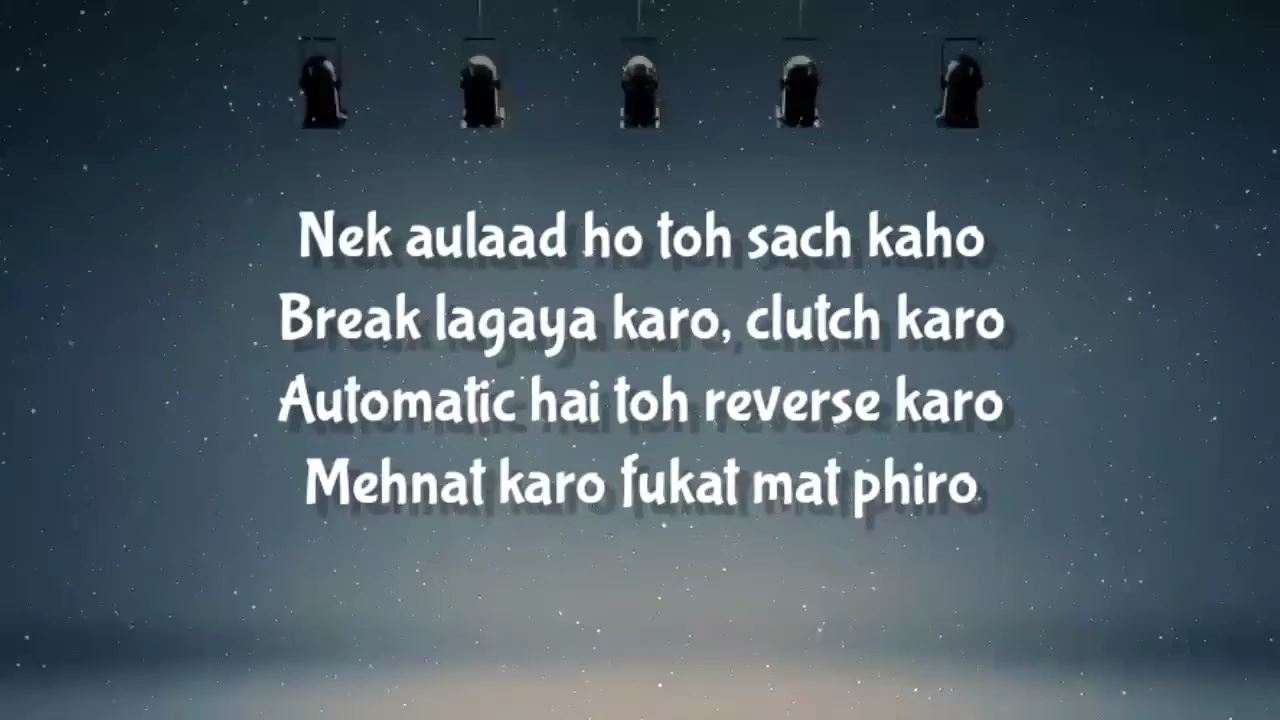 Nek aulaad ho toh sach kaho
Break lagaya karo, clutch karo
Automatic hai toh reverse karo
Mehnat karo fukat mat phiro